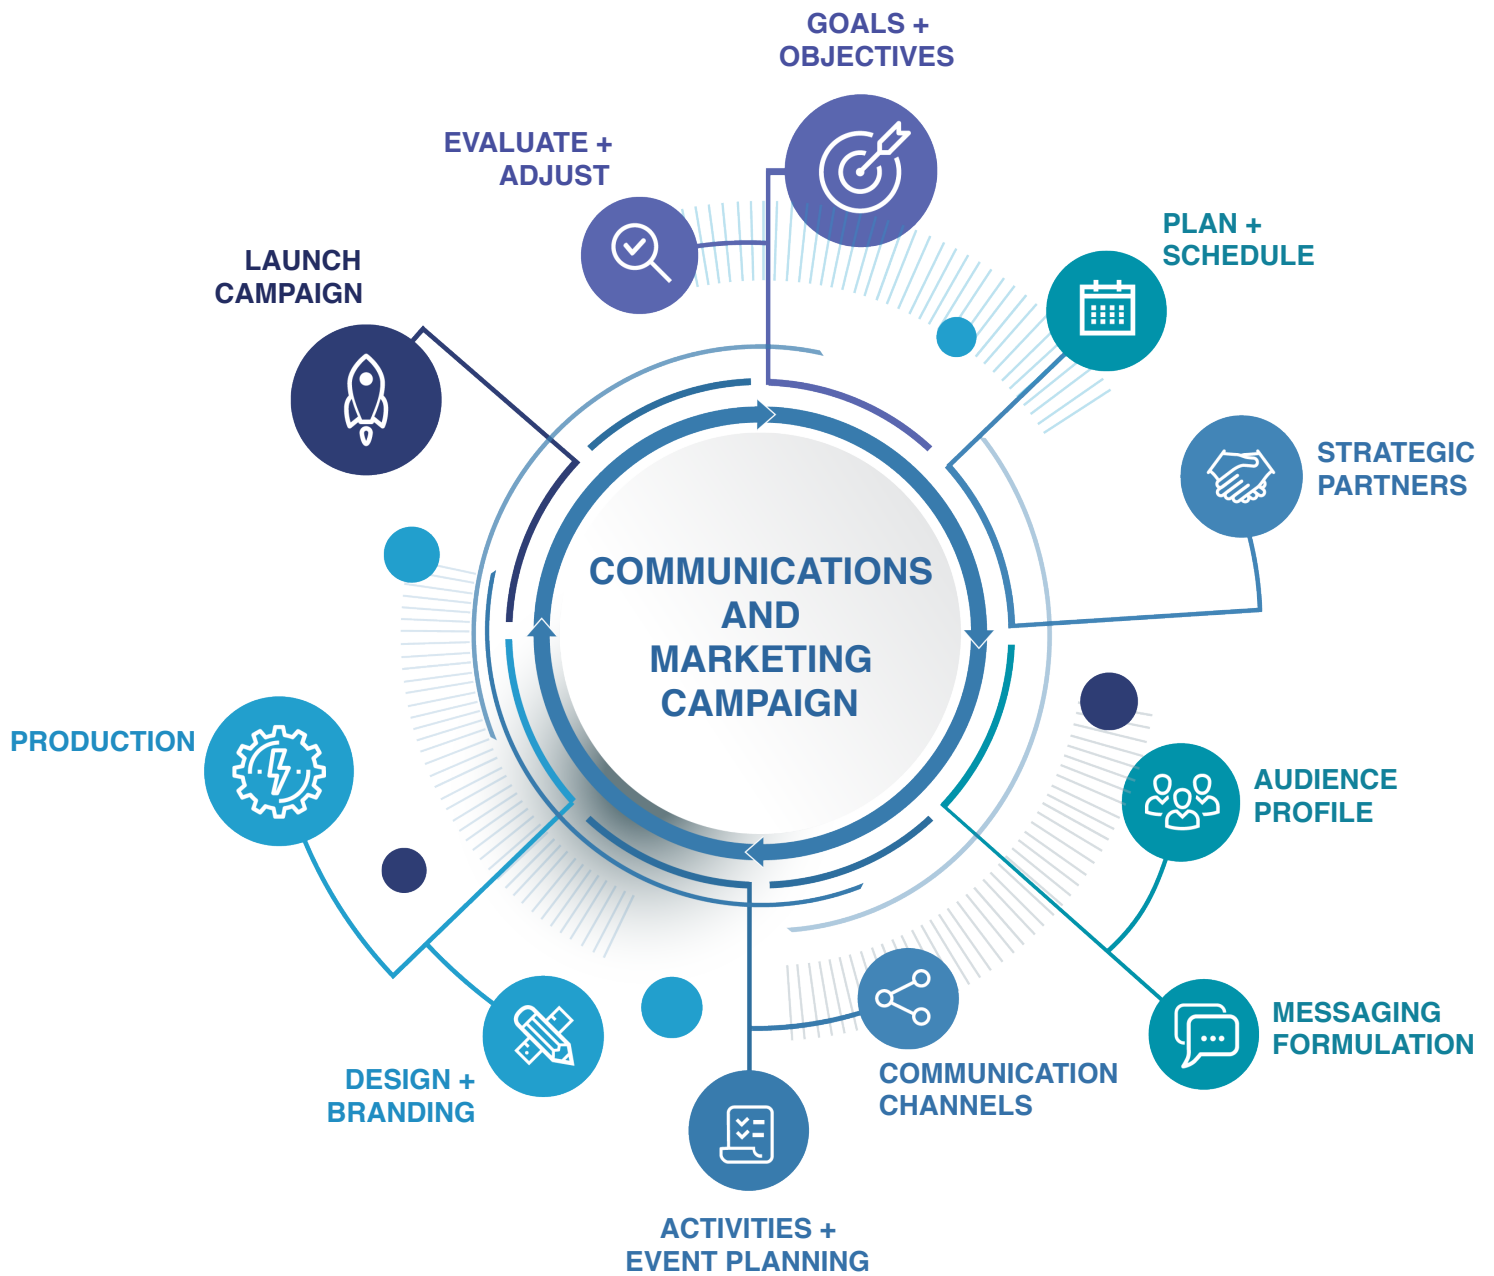 GOALS +
OBJECTIVES
EVALUATE +
ADJUST
PLAN +
SCHEDULE
LAUNCH
CAMPAIGN
STRATEGIC
PARTNERS
COMMUNICATIONS
AND
MARKETING
CAMPAIGN
PRODUCTION
AUDIENCE
PROFILE
MESSAGING
FORMULATION
COMMUNICATION
CHANNELS
DESIGN +
BRANDING
ACTIVITIES +
EVENT PLANNING